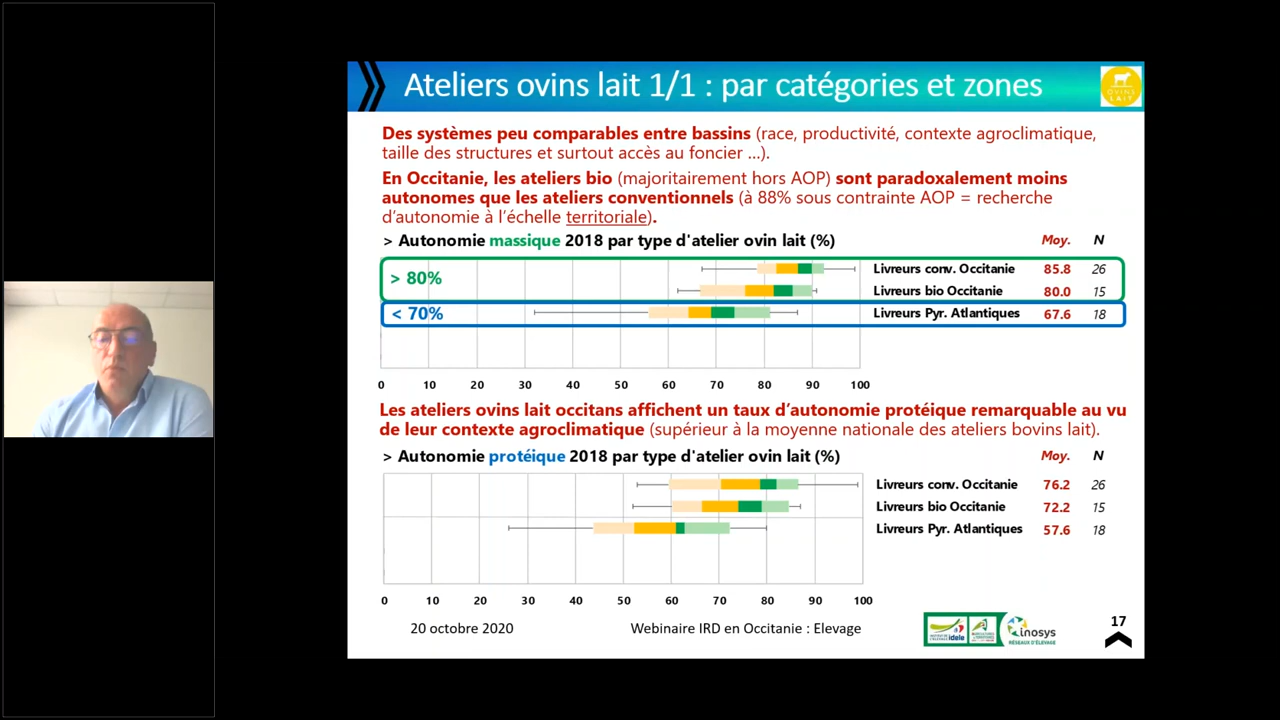 Ateliers ovins lait 1/1 : par catégories et zones
OVINS
LAIT
Des systèmes peu comparables entre bassins (race, productivité, contexte agroclimatique,
taille des structures et surtout accès au foncier ...).
En Occitanie, les ateliers bio (majoritairement hors AOP) sont paradoxalement moins
autonomes que les ateliers conventionnels (à 88% sous contrainte AOP = recherche
d'autonomie à l'échelle territoriale).
> Autonomie massique 2018 par type d'atelier ovin lait (%) Moy. N
> 80%
Livreurs conv. Occitanie 85.8 26
Livreurs bio Occitanie 80.0 15
< 70% Livreurs Pyr. Atlantiques 67.6 18
0 10 20 30 40 50 60 70 80 90 100
Les ateliers ovins lait occitans affichent un taux d'autonomie protéique remarquable au vu
de leur contexte agroclimatique (supérieur à la moyenne nationale des ateliers bovins lait).
> Autonomie protéique 2018 par type d'atelier ovin lait (%) Moy. N
Livreurs conv. Occitanie 76.2 26
Livreurs bio Occitanie 72.2 15
Livreurs Pyr. Atlantiques 57.6 18
0 10 20 30 40 50 60 70 80 90 100
20 octobre 2020 Webinaire IRD en Occitanie : Elevage 17
idele
inosys
RÉSEAUX D'ÉLEVAGE